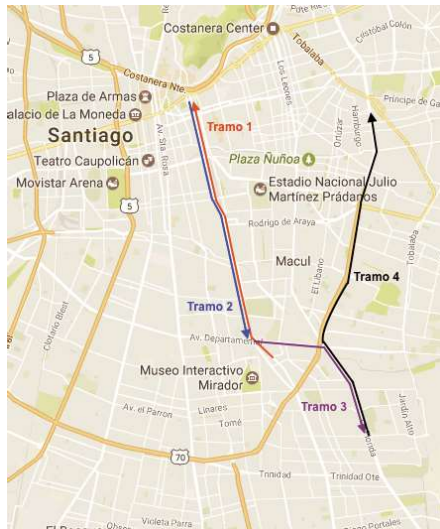 Costanera Center
Cristóbal Colón
Tobalaba
5
Costanera Nte.
Los Leones
Plaza de Armas
Príncipe de Ga
alacio de La Moneda
Tramo 1
Hamburgo
Ortúzar
Santiago
Av. Sta. Rosa
Teatro Caupolicán
Plaza Ñuñoa
Movistar Arena
Estadio Nacional Julio
Martínez Prádanos
5
Rodrigo de Araya
Tobalaba
Macul
El Líbano
Tramo 4
Clotario Blest
Tramo 2
Av. Departamental
Museo Interactivo
Mirador
Tramo 3
Jardín Alto
Av. el Parron
Linares
Tomé
orida
70
Trinidad
Trinidad Ote
Violeta Parra
Diego Portales